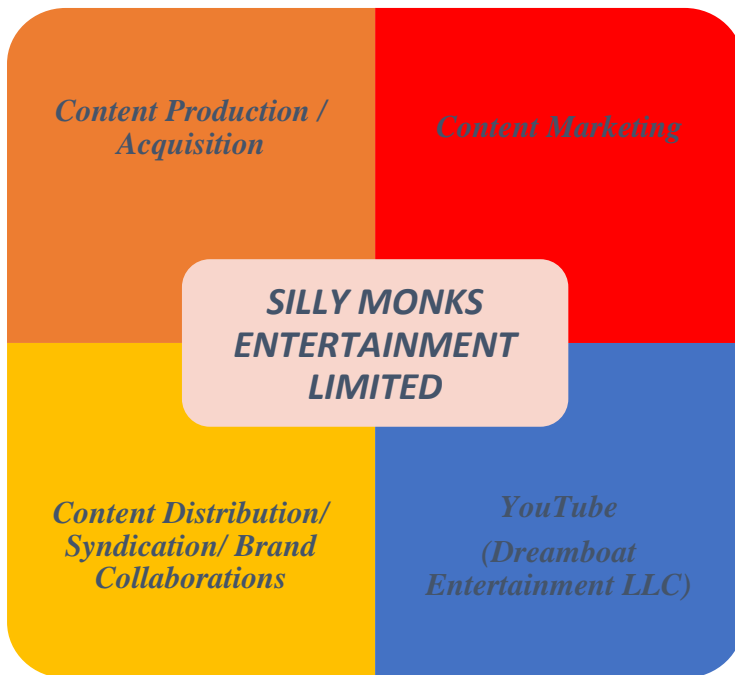 Content Production /
Acquisition
Content Marketing
SILLY MONKS
ENTERTAINMENT
LIMITED
Content Distribution/
Syndication/ Brand
Collaborations
YouTube
(Dreamboat
Entertainment LLC)